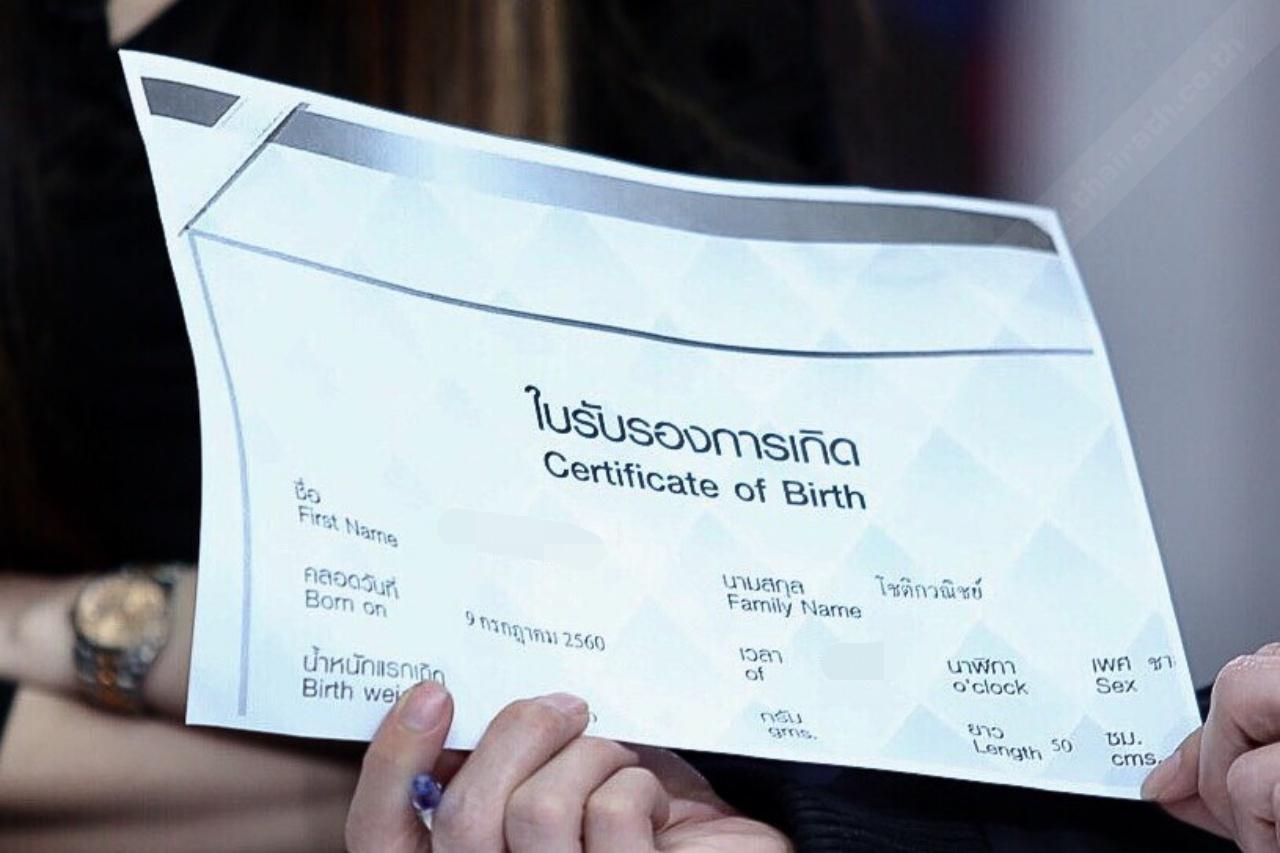 ใบรับรองการเกิด
Certificate of Birth
ชื่อ
First Name
นามสกุล โชติกวณิชย์
Family Name
คลอดวันที่
Born on
9 กรกฎาคม 2560
เวลา
of
นาฬิกา
o'clock
เพศ
Sex
น้ำหนักแรกเกิด
Birth
กรัม
gms.
ยาว
Length 50
ซม.
cms.
thairath.co.th